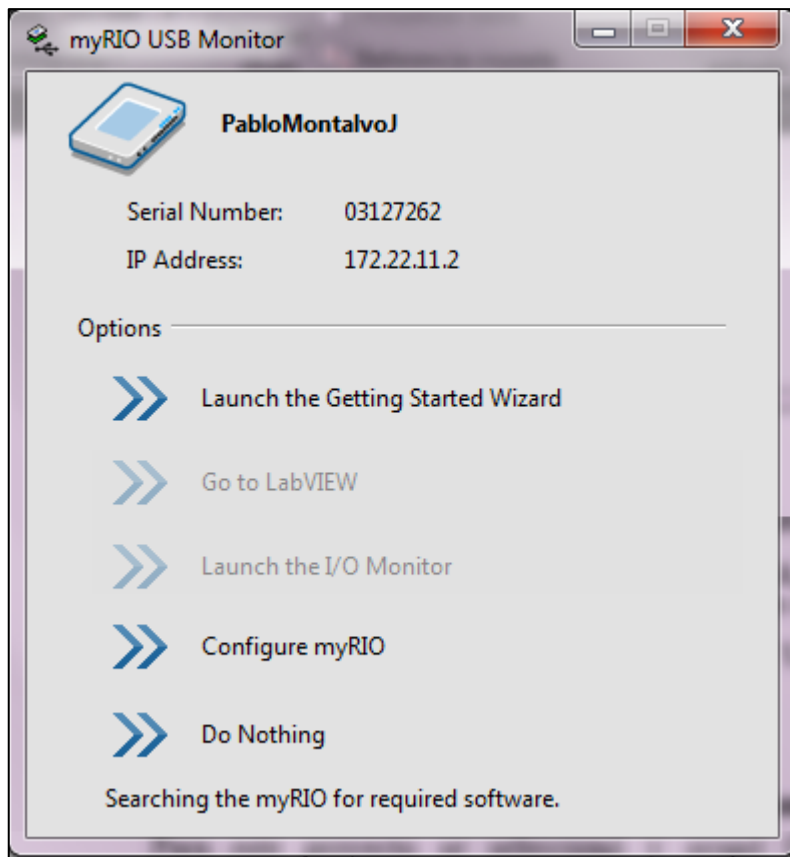 myRIO USB Monitor
PabloMontalvoJ
Serial Number: 03127262
IP Address: 172.22.11.2
Options
Launch the Getting Started Wizard
Go to LabVIEW
Launch the I/O Monitor
Configure myRIO
Do Nothing
Searching the myRIO for required software.